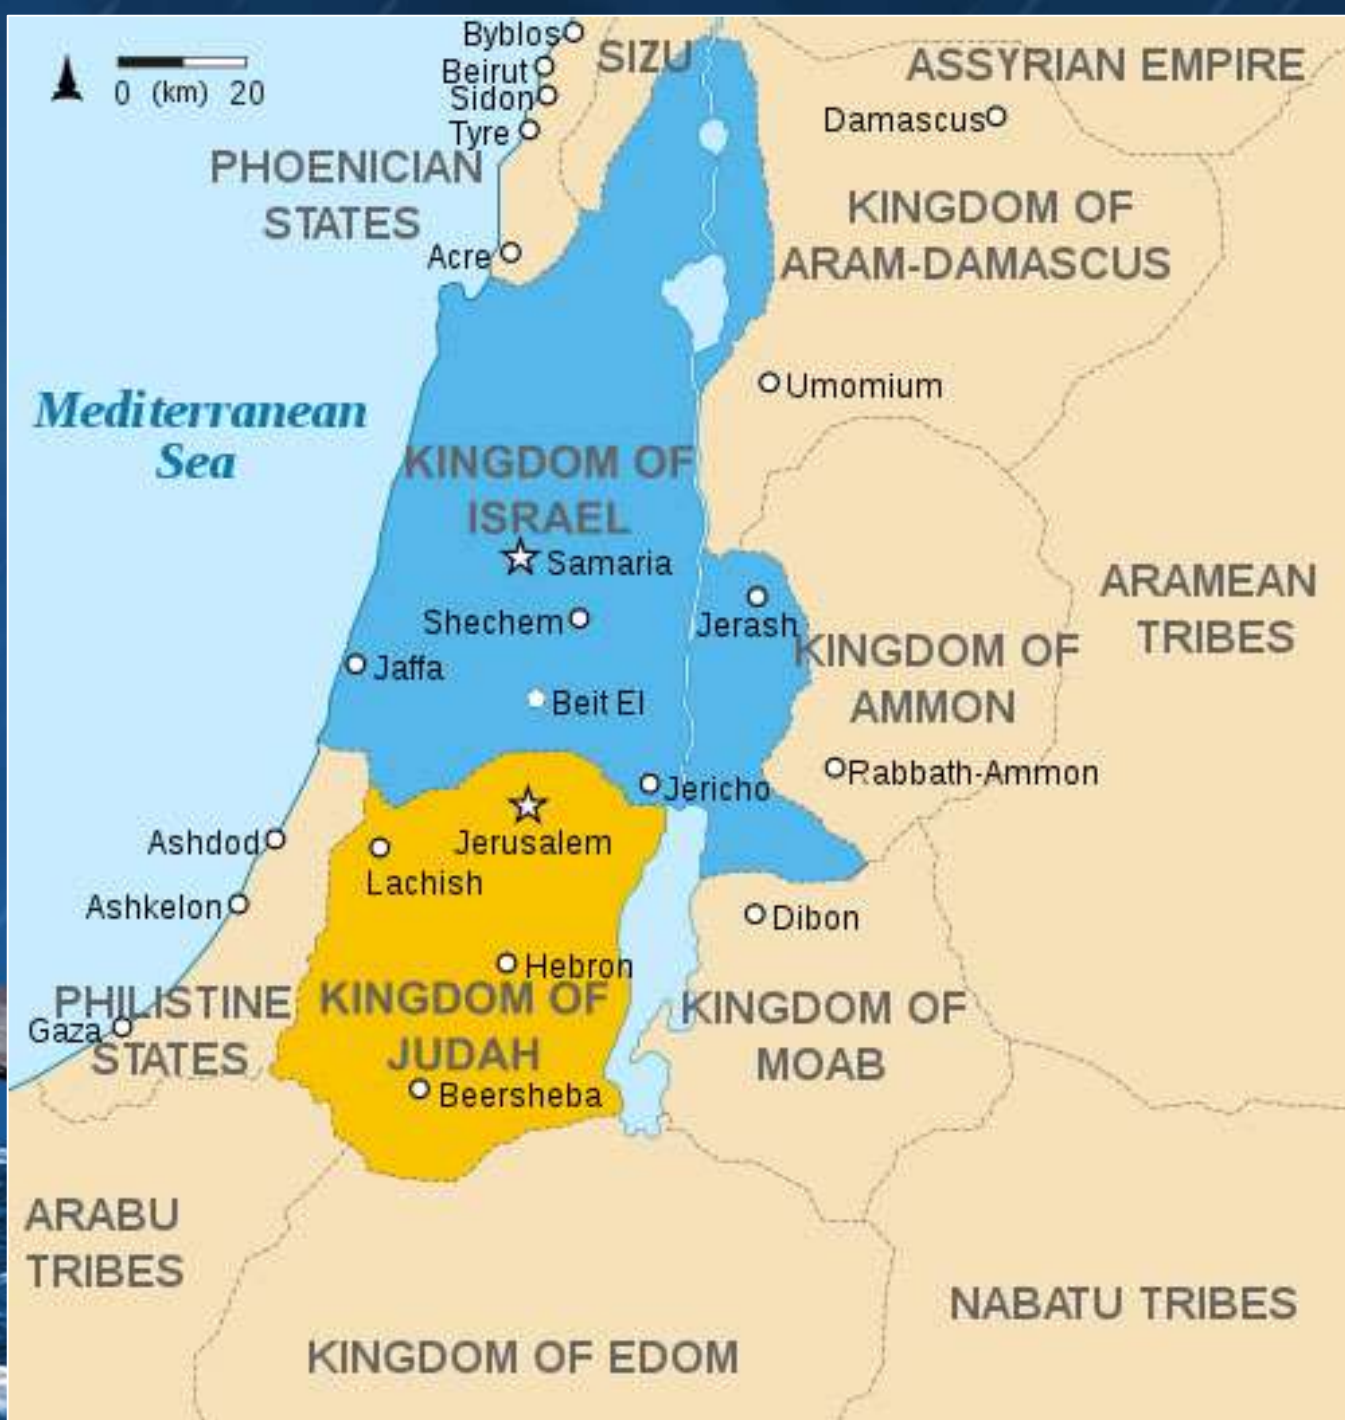 Byblos
SIZU
ASSYRIAN EMPIRE
Beirut
0 (km) 20
Sidon
Damascus
Tyre
PHOENICIAN
STATES
KINGDOM OF
ARAM-DAMASCUS
Acre
Umomium
Mediterranean
Sea
KINGDOM OF
ISRAEL
Samaria
ARAMEAN
TRIBES
Shechem
Jerash
KINGDOM OF
AMMON
Jaffa
Beit El
Rabbath-Ammon
Jericho
Ashdod
Jerusalem
Lachish
Ashkelon
Dibon
Hebron
PHILISTINE
STATES
KINGDOM OF
JUDAH
KINGDOM OF
MOAB
Gaza
Beersheba
ARABU
TRIBES
NABATU TRIBES
KINGDOM OF EDOM